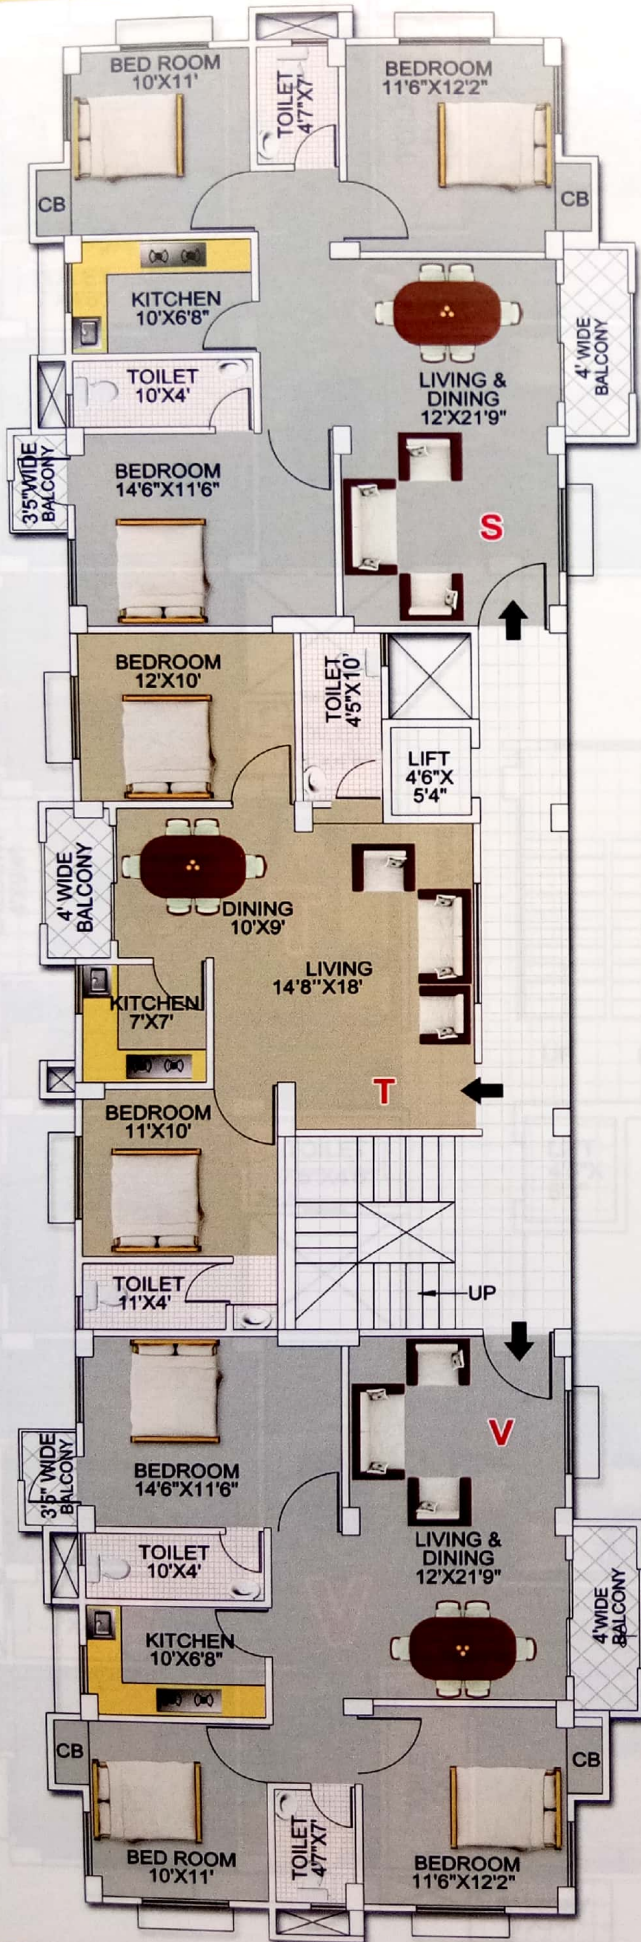 BED ROOM
10'X11'
TOILET
4'7"X7'
BEDROOM
11'6"X12'2"
CB
CB
KITCHEN
10'X6'8"
TOILET
10'X4'
LIVING &
DINING
12'X21'9"
4' WIDE
BALCONY
3'5"WIDE
BALCONY
BEDROOM
14'6"X11'6"
S
BEDROOM
12'X10'
TOILET
4'5"X10'
LIFT
4'6"X
5'4"
4' WIDE
BALCONY
DINING
10'X9'
LIVING
14'8"X18'
KITCHEN
7'X7'
T
BEDROOM
11'X10'
TOILET
11'X4'
UP
V
3'5" WIDE
BALCONY
BEDROOM
14'6"X11'6"
LIVING &
DINING
12'X21'9"
TOILET
10'X4'
4'WIDE
BALCONY
KITCHEN
10'X6'8"
CB
CB
BED ROOM
10'X11'
TOILET
4'7"X7'
BEDROOM
11'6"X12'2"